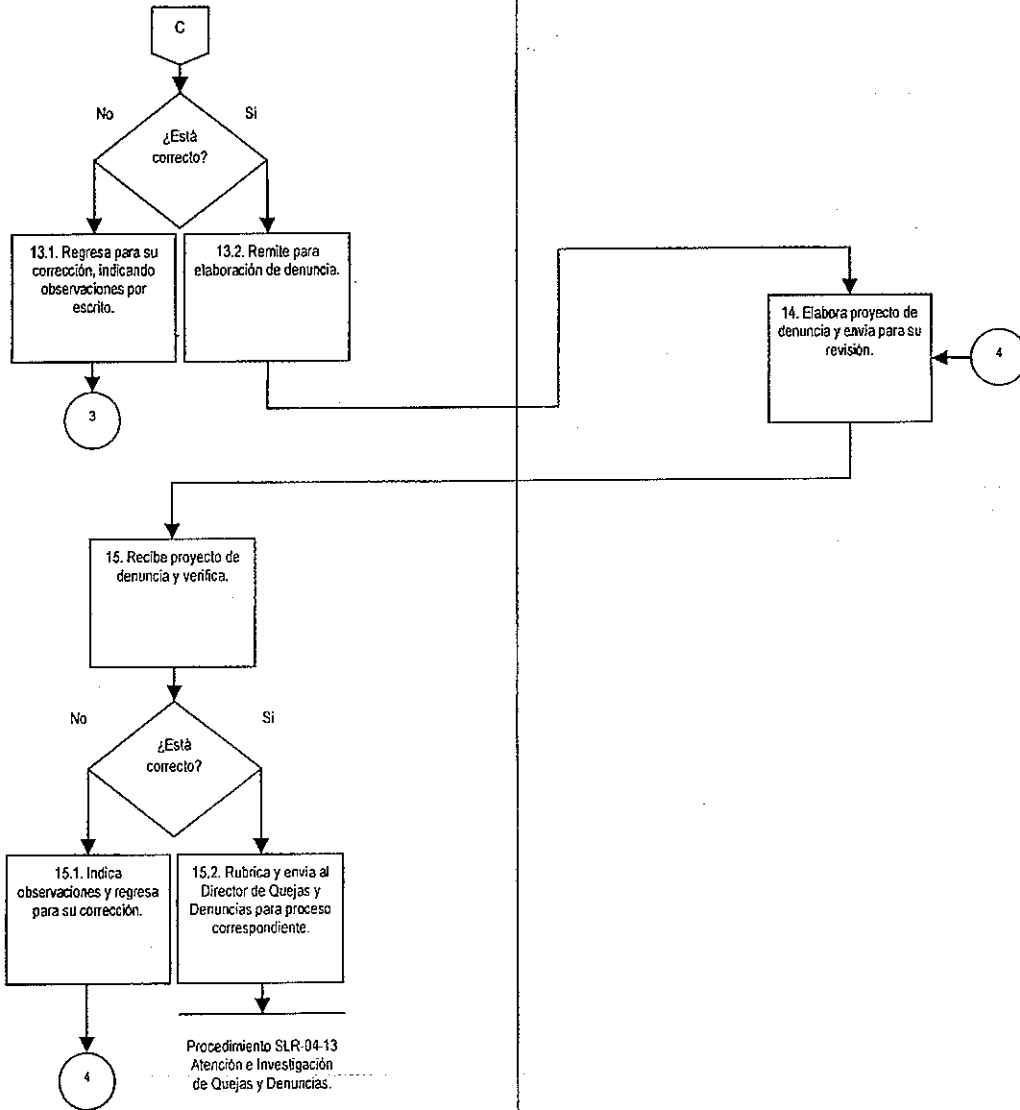 C
No
Si
¿Està
correcto?
13.1. Regresa para su
corrección, indicando
observaciones por
escrito.
13.2. Remite para
elaboración de denuncia.
3
14. Elabora proyecto de
denuncia y envia para su
revisión.
4
15. Recibe proyecto de
denuncia y verifica.
No
Si
¿Està
correcto?
15.1. Indica
observaciones y regresa
para su corrección.
15.2. Rubrica y envia al
Director de Quejas y
Denuncias para proceso
correspondiente.
4
Procedimiento SLR-04-13
Atención e Investigación
de Quejas y Denuncias.